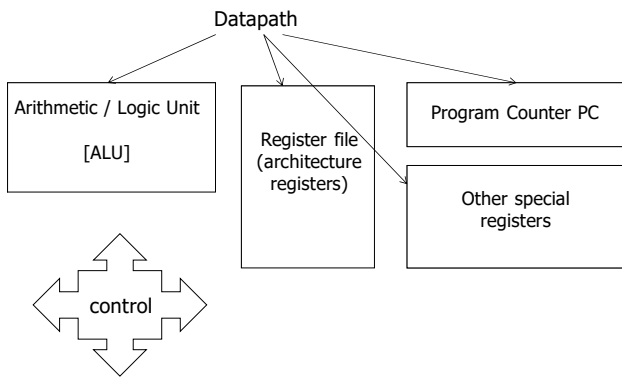 Datapath
Arithmetic / Logic Unit
[ALU]
Register file
(architecture
registers)
Program Counter PC
Other special
registers
control